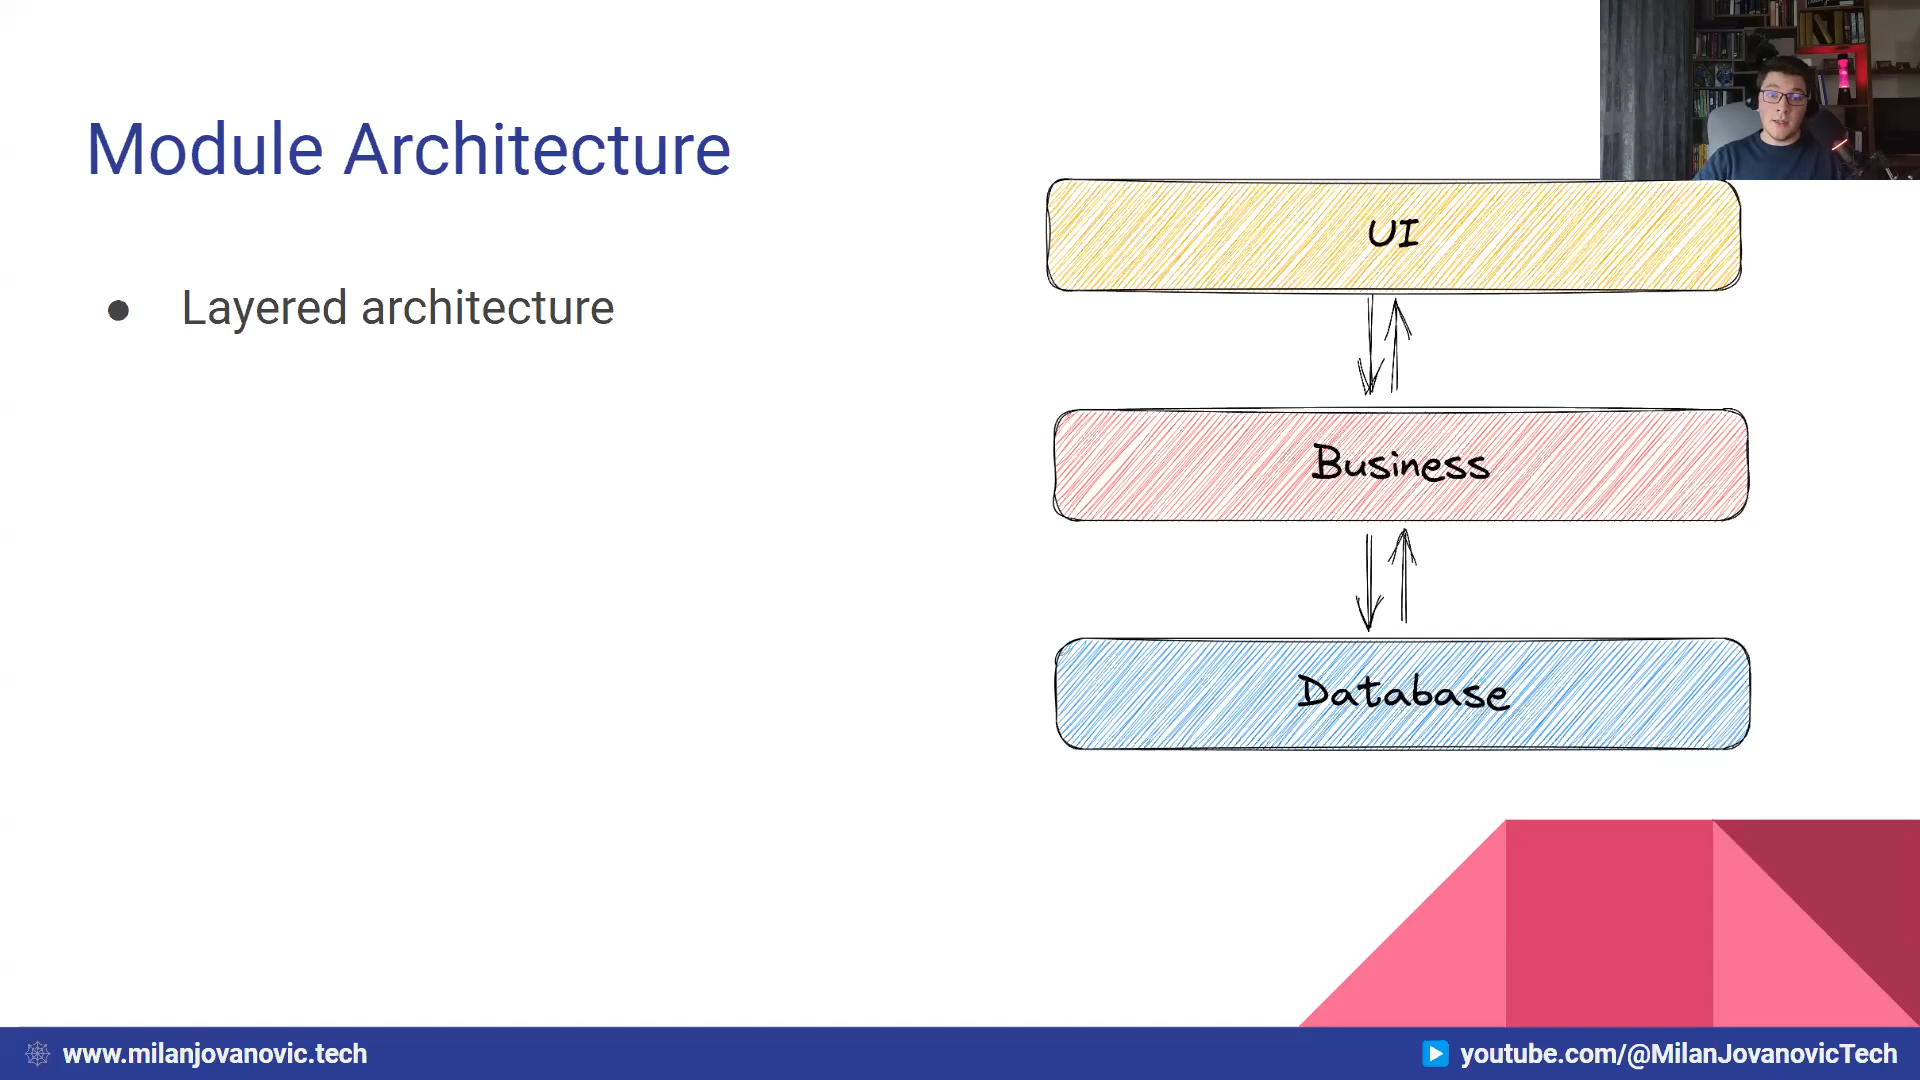 Module Architecture
● Layered architecture
UI
Business
Database
www.milanjovanovic.tech
youtube.com/@MilanJovanovicTech